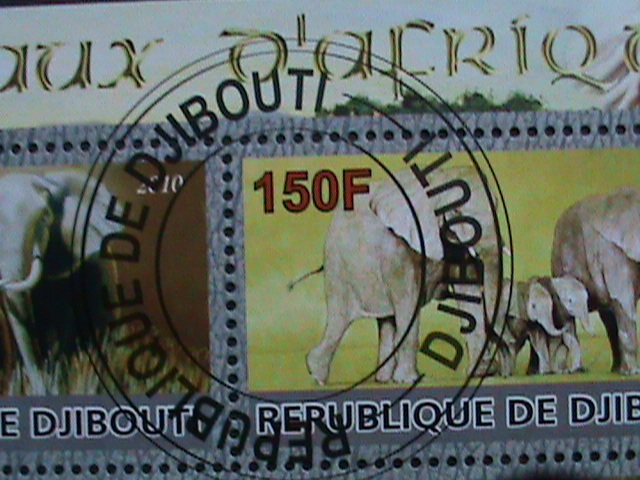 aux d'afriq
2010
150F
REPUBLIQUE DE DJIBOUTI
DJIBOUTI
E DJIBOUTI
REPUBLIQUE DE DJIB